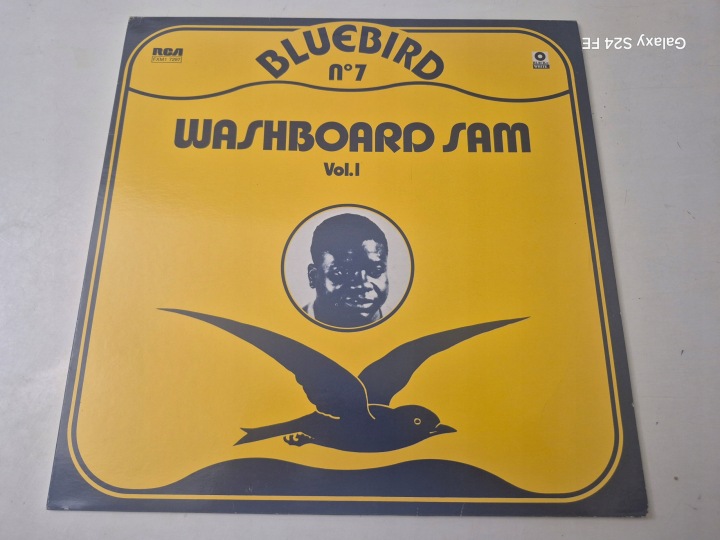 BLUEBIRD
n°7
RCA
WASHBOARD SAM
Vol.1
Galaxy S24 FE